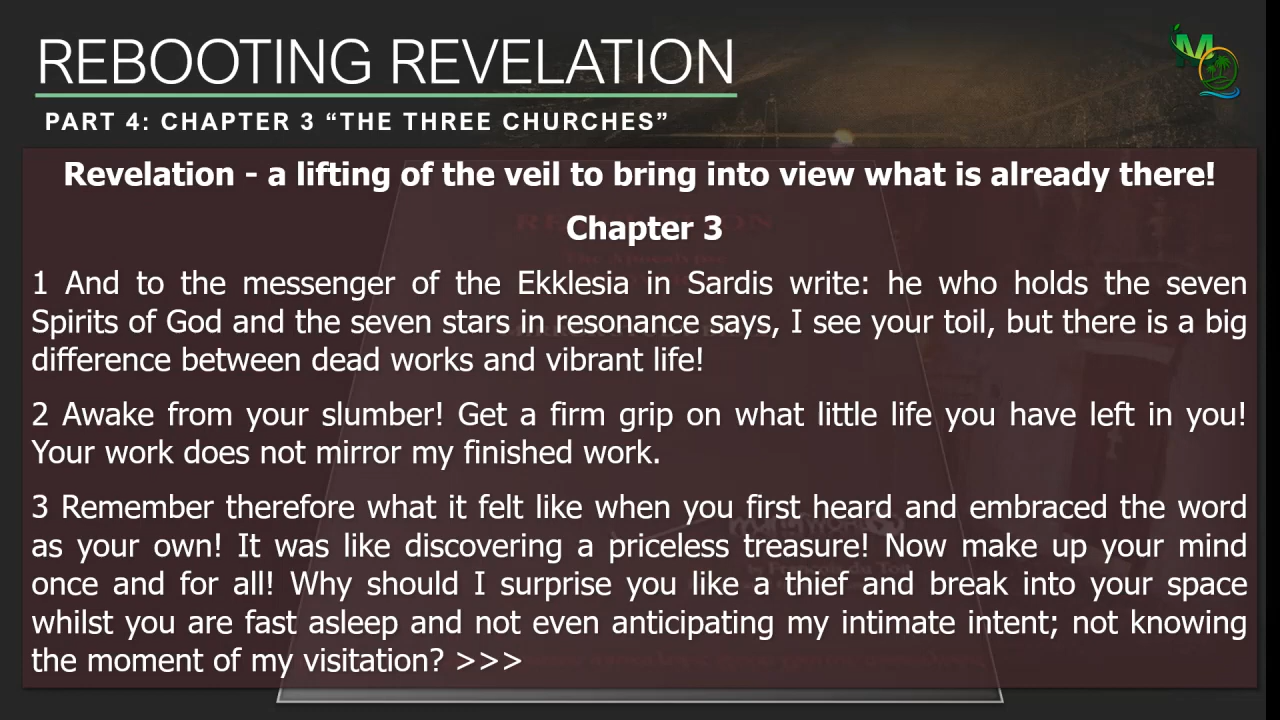 REBOOTING REVELATION
PART 4: CHAPTER 3 “THE THREE CHURCHES”
Revelation - a lifting of the veil to bring into view what is already there!
Chapter 3
1 And to the messenger of the Ekklesia in Sardis write: he who holds the seven
Spirits of God and the seven stars in resonance says, I see your toil, but there is a big
difference between dead works and vibrant life!
2 Awake from your slumber! Get a firm grip on what little life you have left in you!
Your work does not mirror my finished work.
3 Remember therefore what it felt like when you first heard and embraced the word
as your own! It was like discovering a priceless treasure! Now make up your mind
once and for all! Why should I surprise you like a thief and break into your space
whilst you are fast asleep and not even anticipating my intimate intent; not knowing
the moment of my visitation? >>>